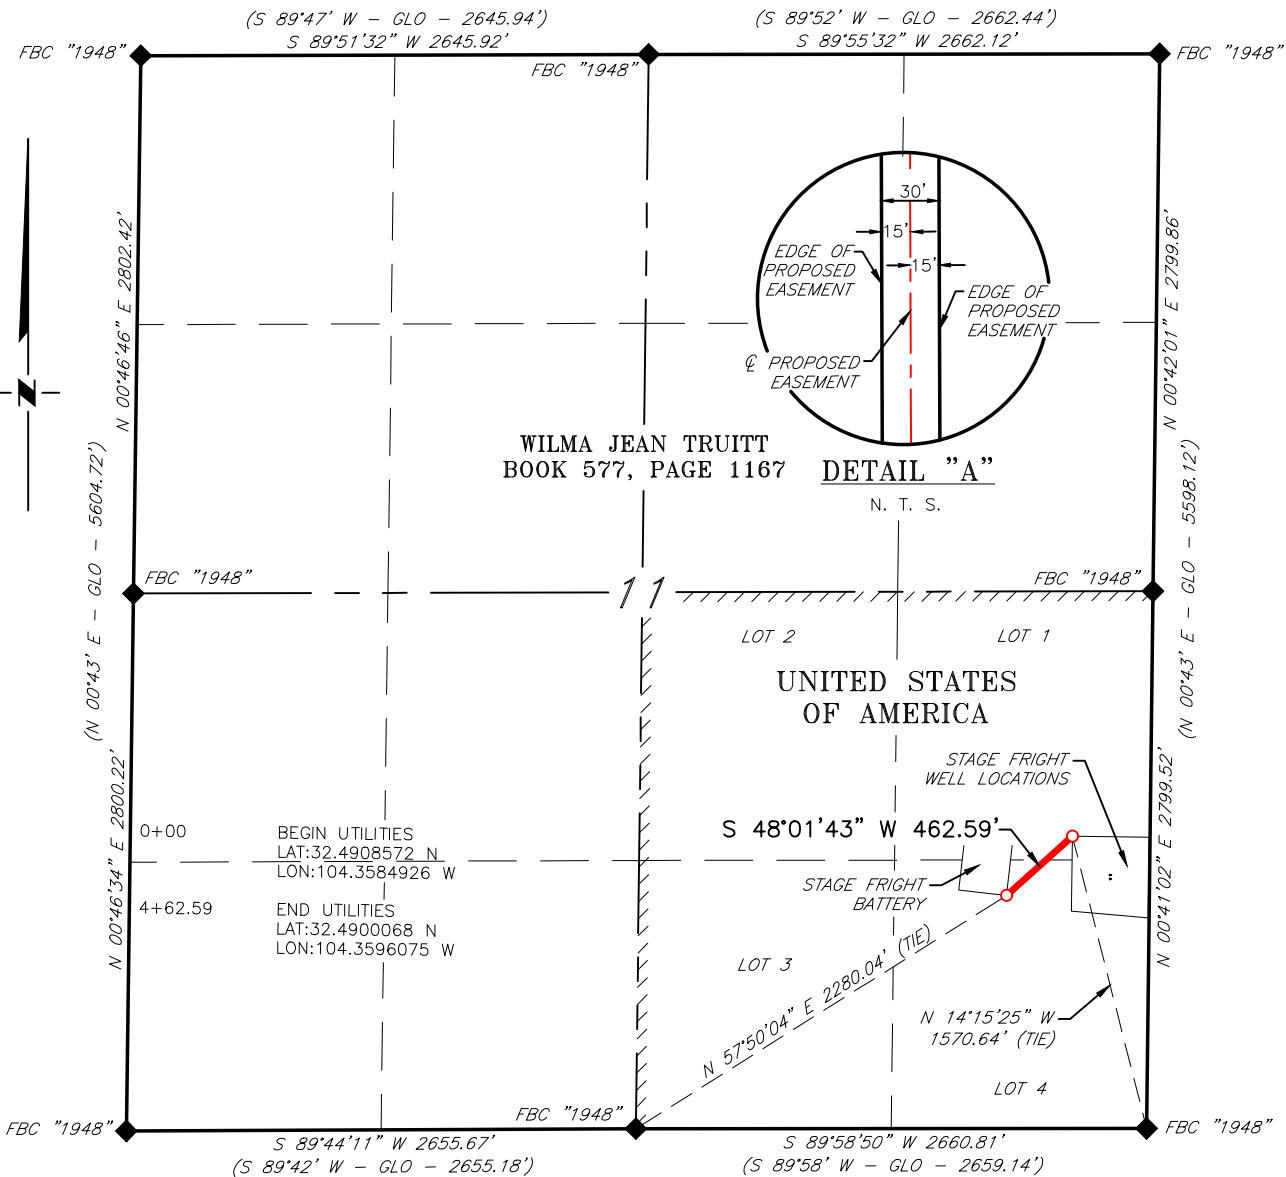 (S 89°47' W - GLO - 2645.94')
S 89°51'32" W 2645.92'
(S 89°52' W - GLO - 2662.44')
S 89°55'32" W 2662.12'
FBC "1948"
FBC "1948"
FBC "1948"
30'
15'
15'
EDGE OF
PROPOSED
EASEMENT
EDGE OF
PROPOSED
EASEMENT
℄ PROPOSED
EASEMENT
DETAIL "A"
N. T. S.
N 00°46'46" E 2802.42'
N 00°42'01" E 2799.86'
N
WILMA JEAN TRUITT
BOOK 577, PAGE 1167
(N 00°43' E - GLO - 5604.72')
(N 00°43' E - GLO - 5598.12')
FBC "1948"
11
FBC "1948"
LOT 2
LOT 1
UNITED STATES
OF AMERICA
STAGE FRIGHT
WELL LOCATIONS
S 48°01'43" W 462.59'
STAGE FRIGHT
BATTERY
0+00
BEGIN UTILITIES
LAT:32.4908572 N
LON:104.3584926 W
4+62.59
END UTILITIES
LAT:32.4900068 N
LON:104.3596075 W
N 00°46'34" E 2800.22'
N 00°41'02" E 2799.52'
LOT 3
N 57°50'04" E 2280.04' (TIE)
N 14°15'25" W
1570.64' (TIE)
LOT 4
FBC "1948"
FBC "1948"
FBC "1948"
S 89°44'11" W 2655.67'
(S 89°42' W - GLO - 2655.18')
S 89°58'50" W 2660.81'
(S 89°58' W - GLO - 2659.14')